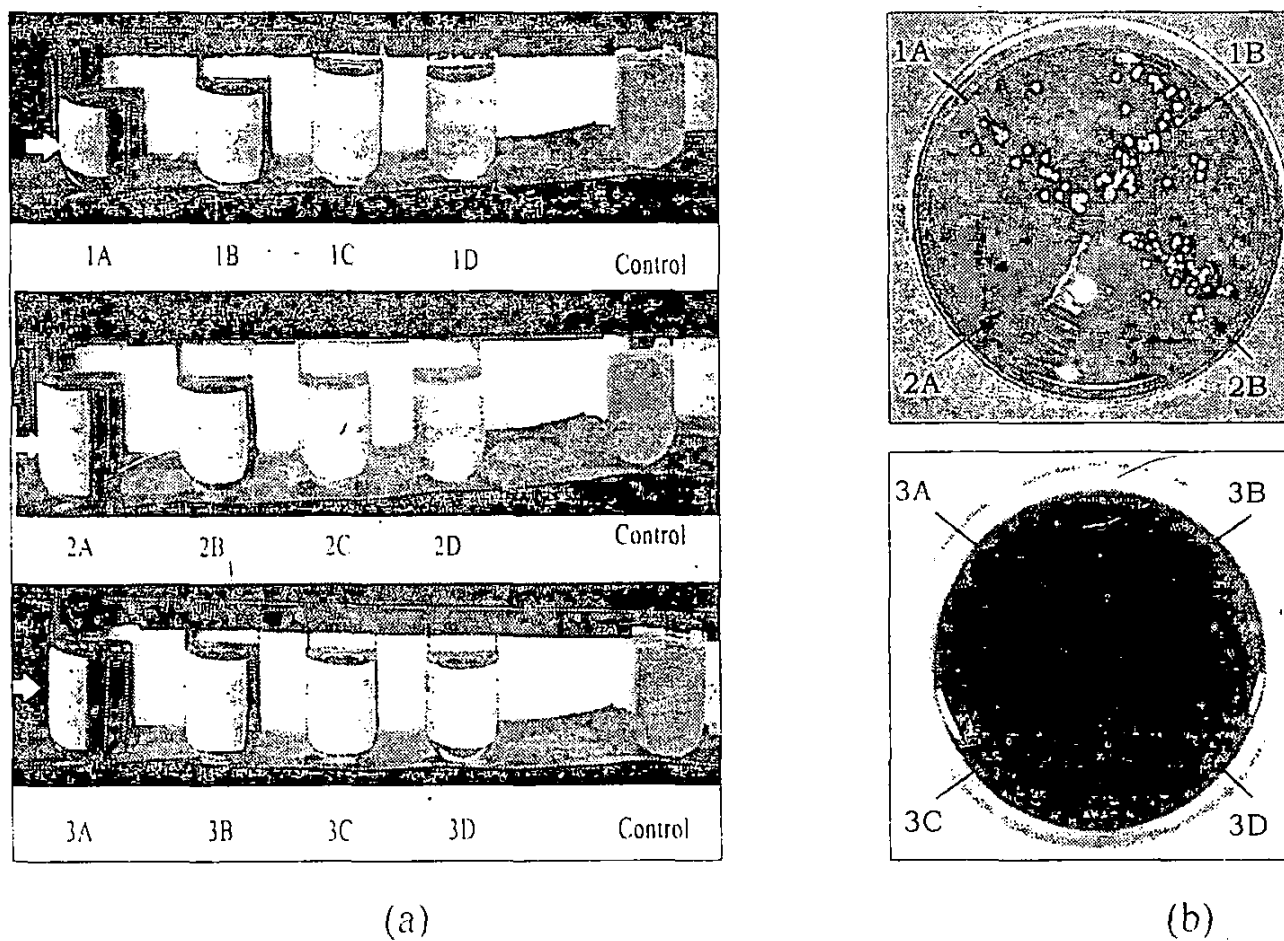 1A 1B 1C 1D Control
2A 2B 2C 2D Control
3A 3B 3C 3D Control
(a)
1A 1B
2A 2B
3A 3B
3C 3D
(b)